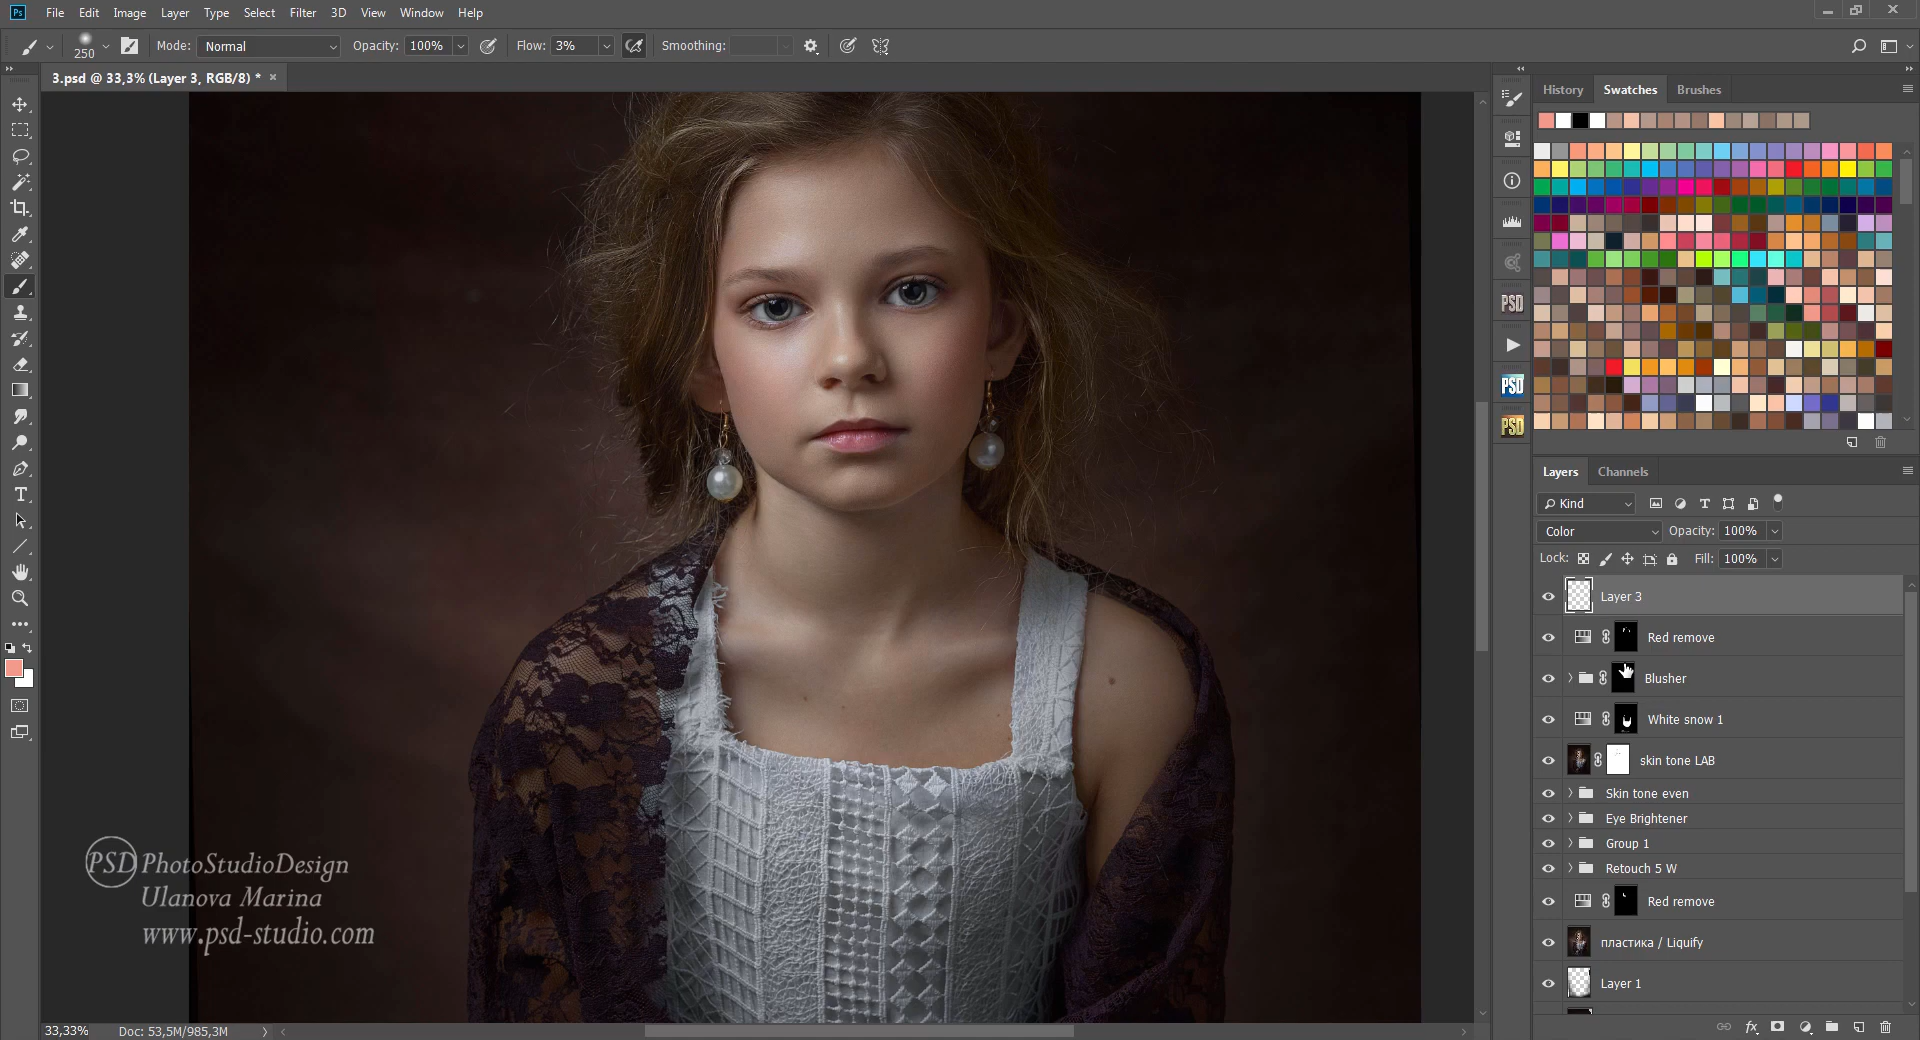 Ps File Edit Image Layer Type Select Filter 3D View Window Help
250 Mode: Normal Opacity: 100% Flow: 3% Smoothing:
3.psd @ 33,3% (Layer 3, RGB/8) *
History Swatches Brushes
PSD
PSD
PSD
Layers Channels
Kind
Color Opacity: 100%
Lock: Fill: 100%
Layer 3
Red remove
Blusher
White snow 1
skin tone LAB
Skin tone even
Eye Brightener
Group 1
Retouch 5 W
Red remove
пластика / Liquify
Layer 1
PSD PhotoStudioDesign
Ulanova Marina
www.psd-studio.com
33,33% Doc: 53,5M/985,3M